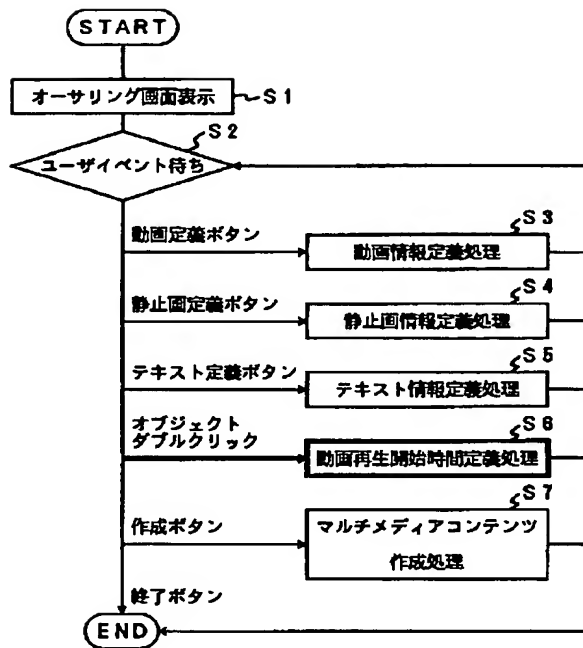 START
オーサリング画面表示
S1
S2
ユーザイベント待ち
S3
動画定義ボタン
動画情報定義処理
S4
静止画定義ボタン
静止画情報定義処理
S5
テキスト定義ボタン
テキスト情報定義処理
オブジェクト
ダブルクリック
S6
動画再生開始時間定義処理
S7
作成ボタン
マルチメディアコンテンツ
作成処理
終了ボタン
END